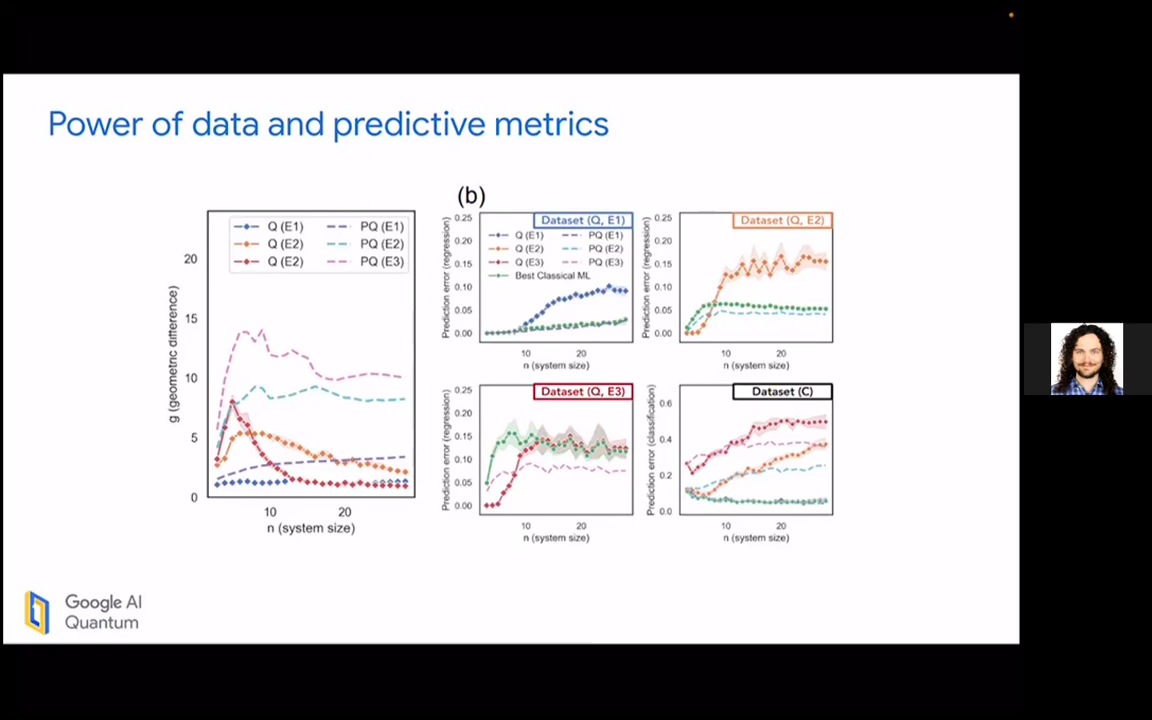 Power of data and predictive metrics
(b)
g (geometric difference)
20
15
10
5
0
Q (E1) PQ (E1)
Q (E2) PQ (E2)
Q (E2) PQ (E3)
10 20
n (system size)
Prediction error (regression)
0.25
0.20
0.15
0.10
0.05
0.00
Dataset (Q, E1)
Q (E1) PQ (E1)
Q (E2) PQ (E2)
Q (E3) PQ (E3)
Best Classical ML
10 20
n (system size)
Prediction error (regression)
0.25
0.20
0.15
0.10
0.05
0.00
Dataset (Q, E2)
10 20
n (system size)
Prediction error (regression)
0.25
0.20
0.15
0.10
0.05
0.00
Dataset (Q, E3)
10 20
n (system size)
Prediction error (classification)
0.6
0.4
0.2
0.0
Dataset (C)
10 20
n (system size)
Google AI
Quantum